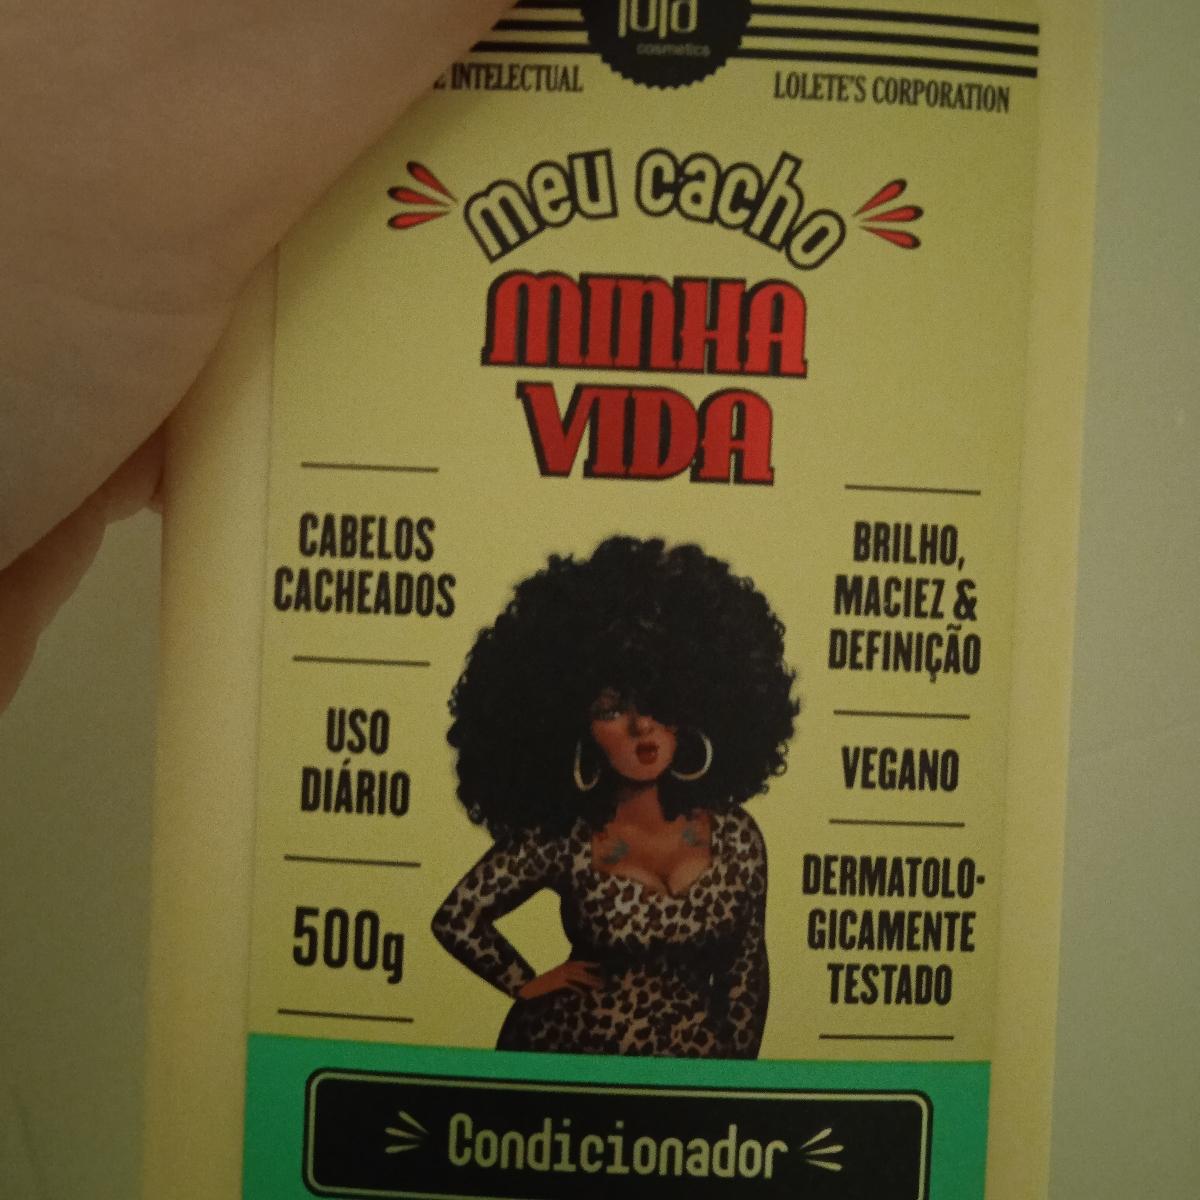 lola
cosmetics
INTELECTUAL
LOLETE'S CORPORATION
meu cacho
MINHA
VIDA
CABELOS
CACHEADOS
USO
DIÁRIO
500g
BRILHO,
MACIEZ &
DEFINIÇÃO
VEGANO
DERMATOLO-
GICAMENTE
TESTADO
Condicionador